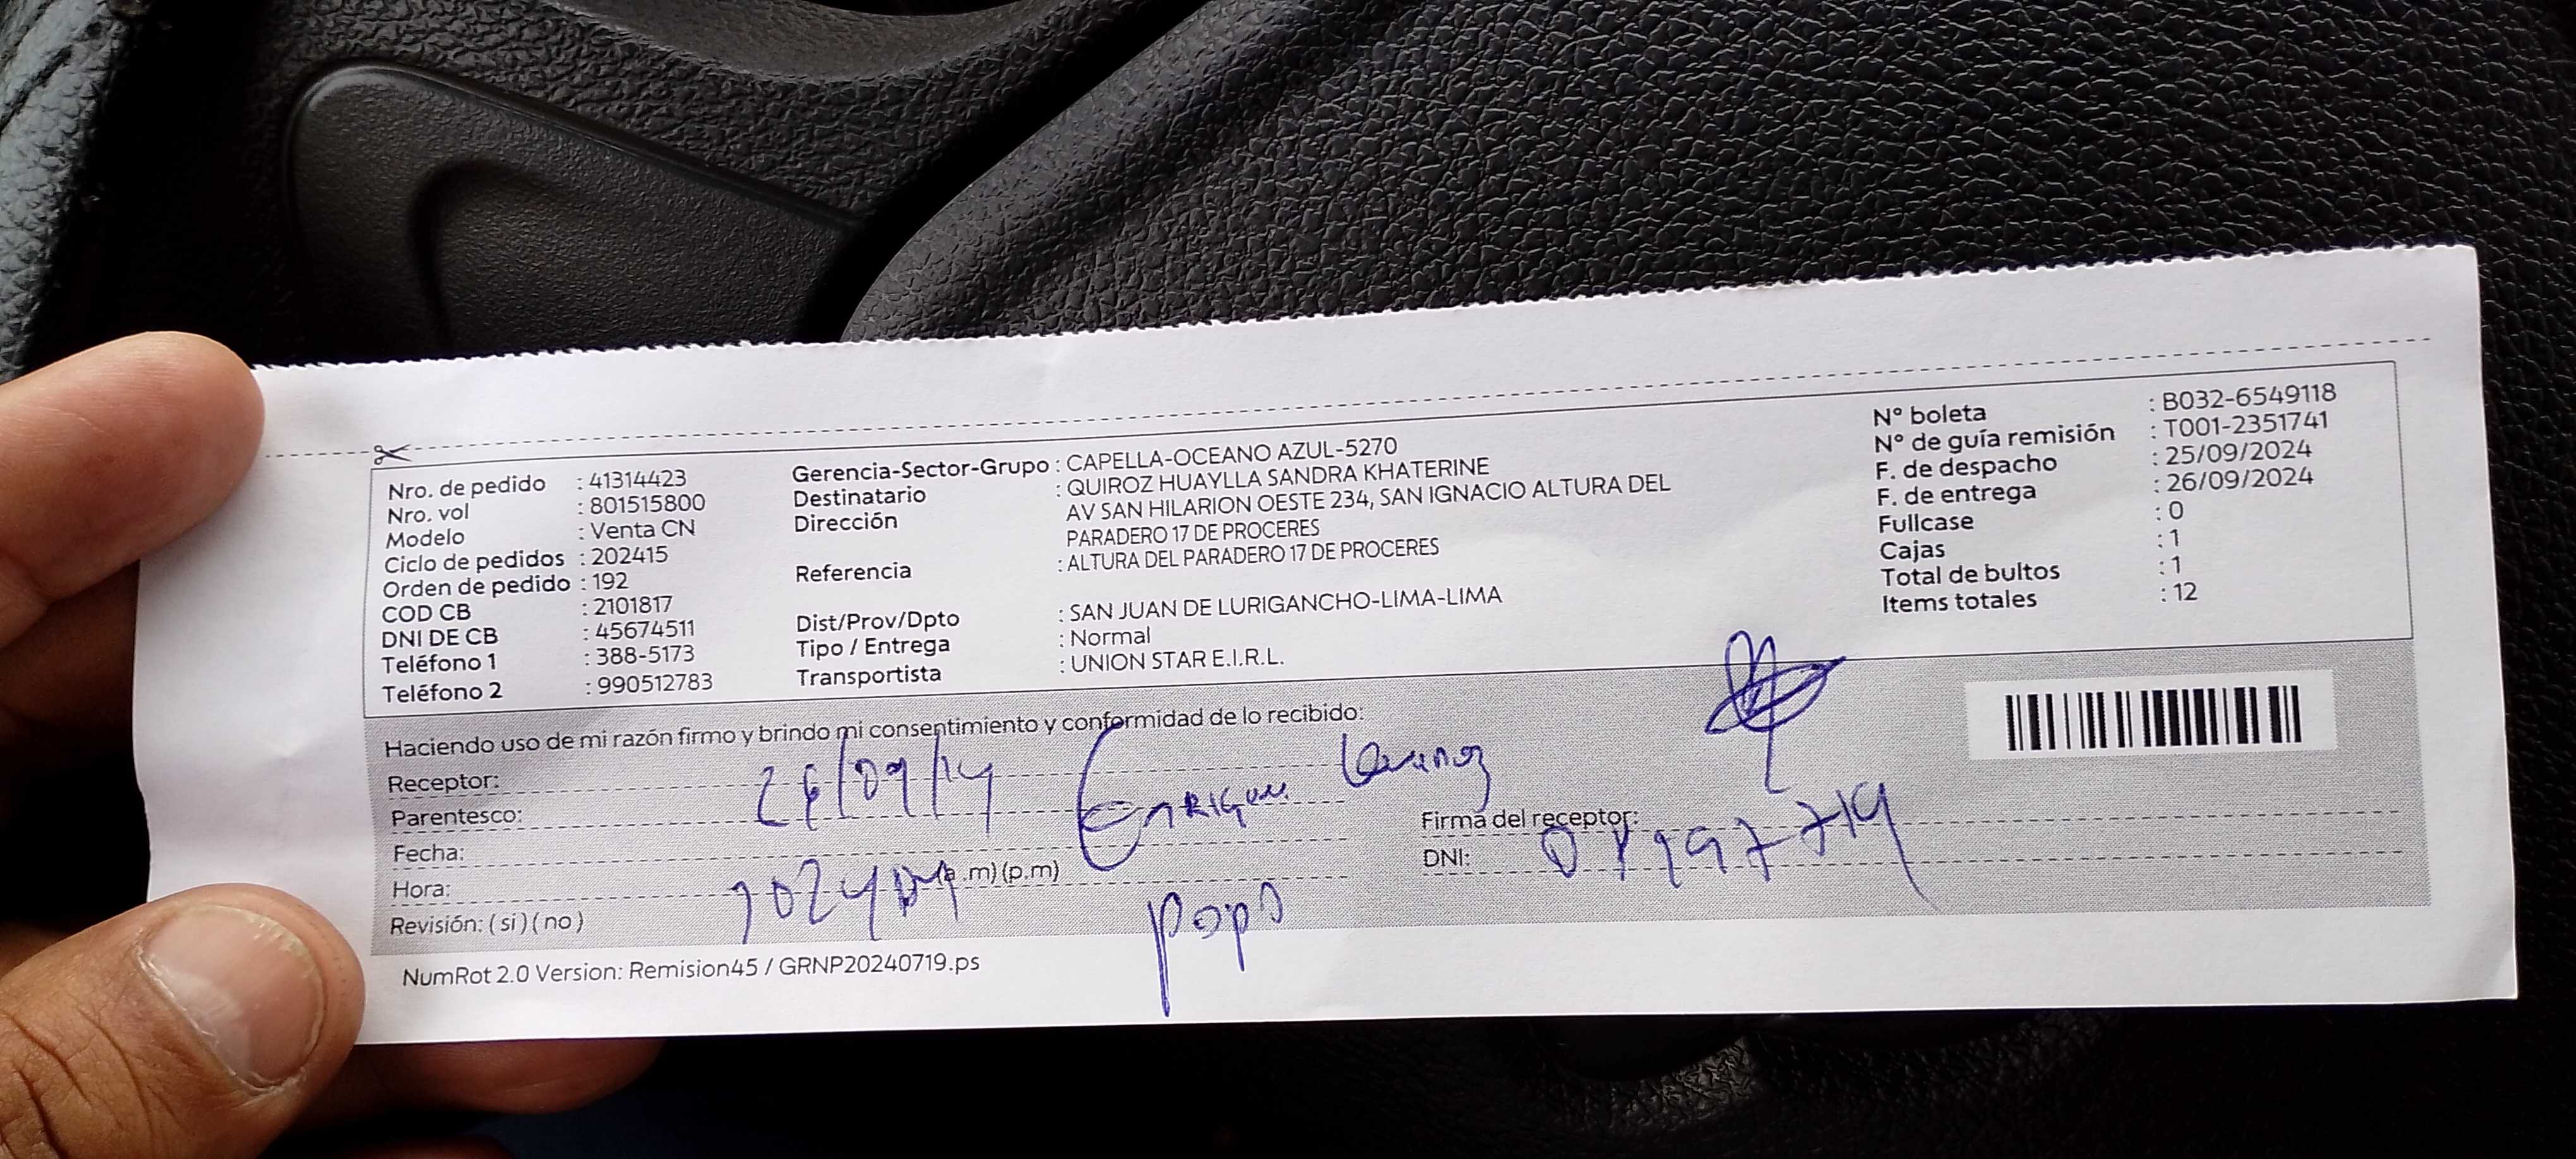 Nro. de pedido : 41314423
Nro. vol : 801515800
Modelo : Venta CN
Ciclo de pedidos : 202415
Orden de pedido : 192
COD CB : 2101817
DNI DE CB : 45674511
Teléfono 1 : 388-5173
Teléfono 2 : 990512783
Gerencia-Sector-Grupo : CAPELLA-OCEANO AZUL-5270
Destinatario : QUIROZ HUAYLLA SANDRA KHATERINE
Dirección AV SAN HILARION OESTE 234, SAN IGNACIO ALTURA DEL
PARADERO 17 DE PROCERES
Referencia : ALTURA DEL PARADERO 17 DE PROCERES
Dist/Prov/Dpto : SAN JUAN DE LURIGANCHO-LIMA-LIMA
Tipo / Entrega : Normal
Transportista : UNION STAR E.I.R.L.
N° boleta : B032-6549118
N° de guía remisión : T001-2351741
F. de despacho : 25/09/2024
F. de entrega : 26/09/2024
Fullcase : 0
Cajas : 1
Total de bultos : 1
Items totales : 12
Haciendo uso de mi razón firmo y brindo mi consentimiento y conformidad de lo recibido:
Receptor:
Parentesco:
Fecha:
Hora: (a.m) (p.m)
Revisión: ( si ) ( no )
Firma del receptor:
DNI:
NumRot 2.0 Version: Remision45 / GRNP20240719.ps